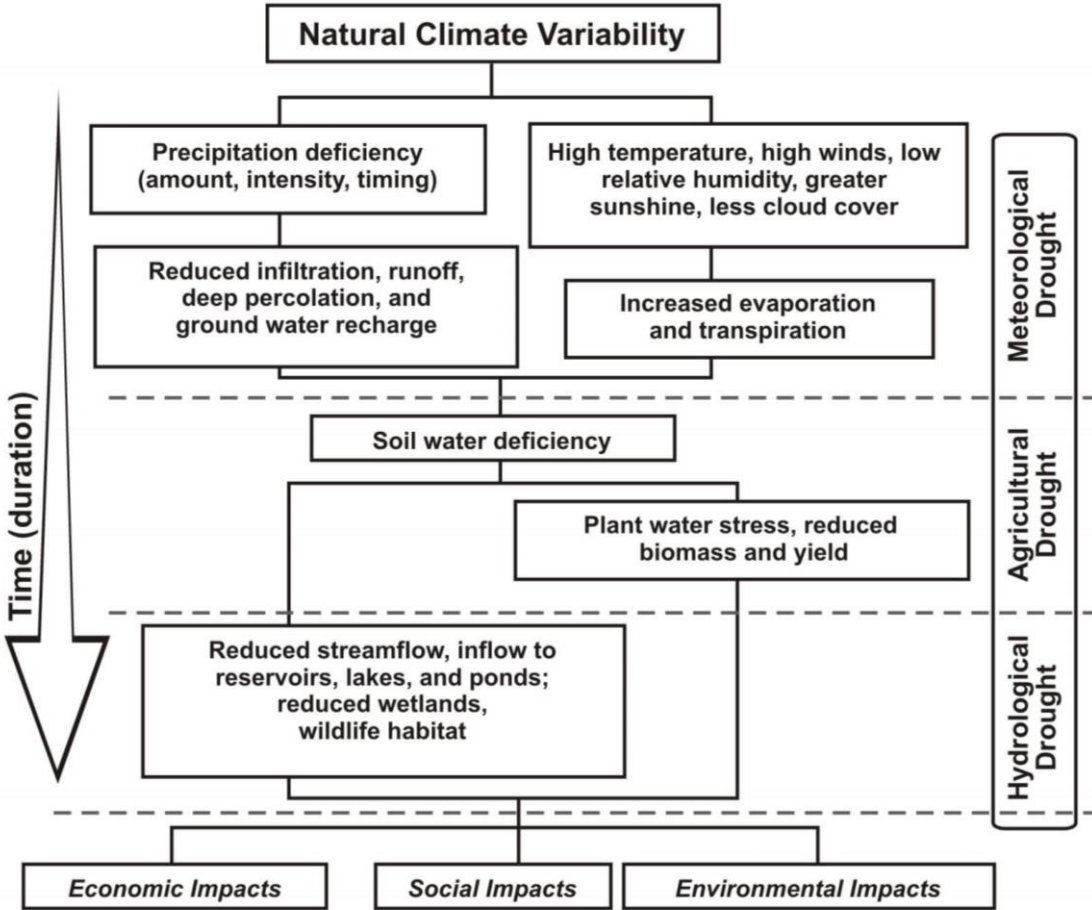 Natural Climate Variability
Precipitation deficiency
(amount, intensity, timing)
High temperature, high winds, low
relative humidity, greater
sunshine, less cloud cover
Reduced infiltration, runoff,
deep percolation, and
ground water recharge
Increased evaporation
and transpiration
Meteorological
Drought
Time (duration)
Soil water deficiency
Plant water stress, reduced
biomass and yield
Agricultural
Drought
Reduced streamflow, inflow to
reservoirs, lakes, and ponds;
reduced wetlands,
wildlife habitat
Hydrological
Drought
Economic Impacts
Social Impacts
Environmental Impacts